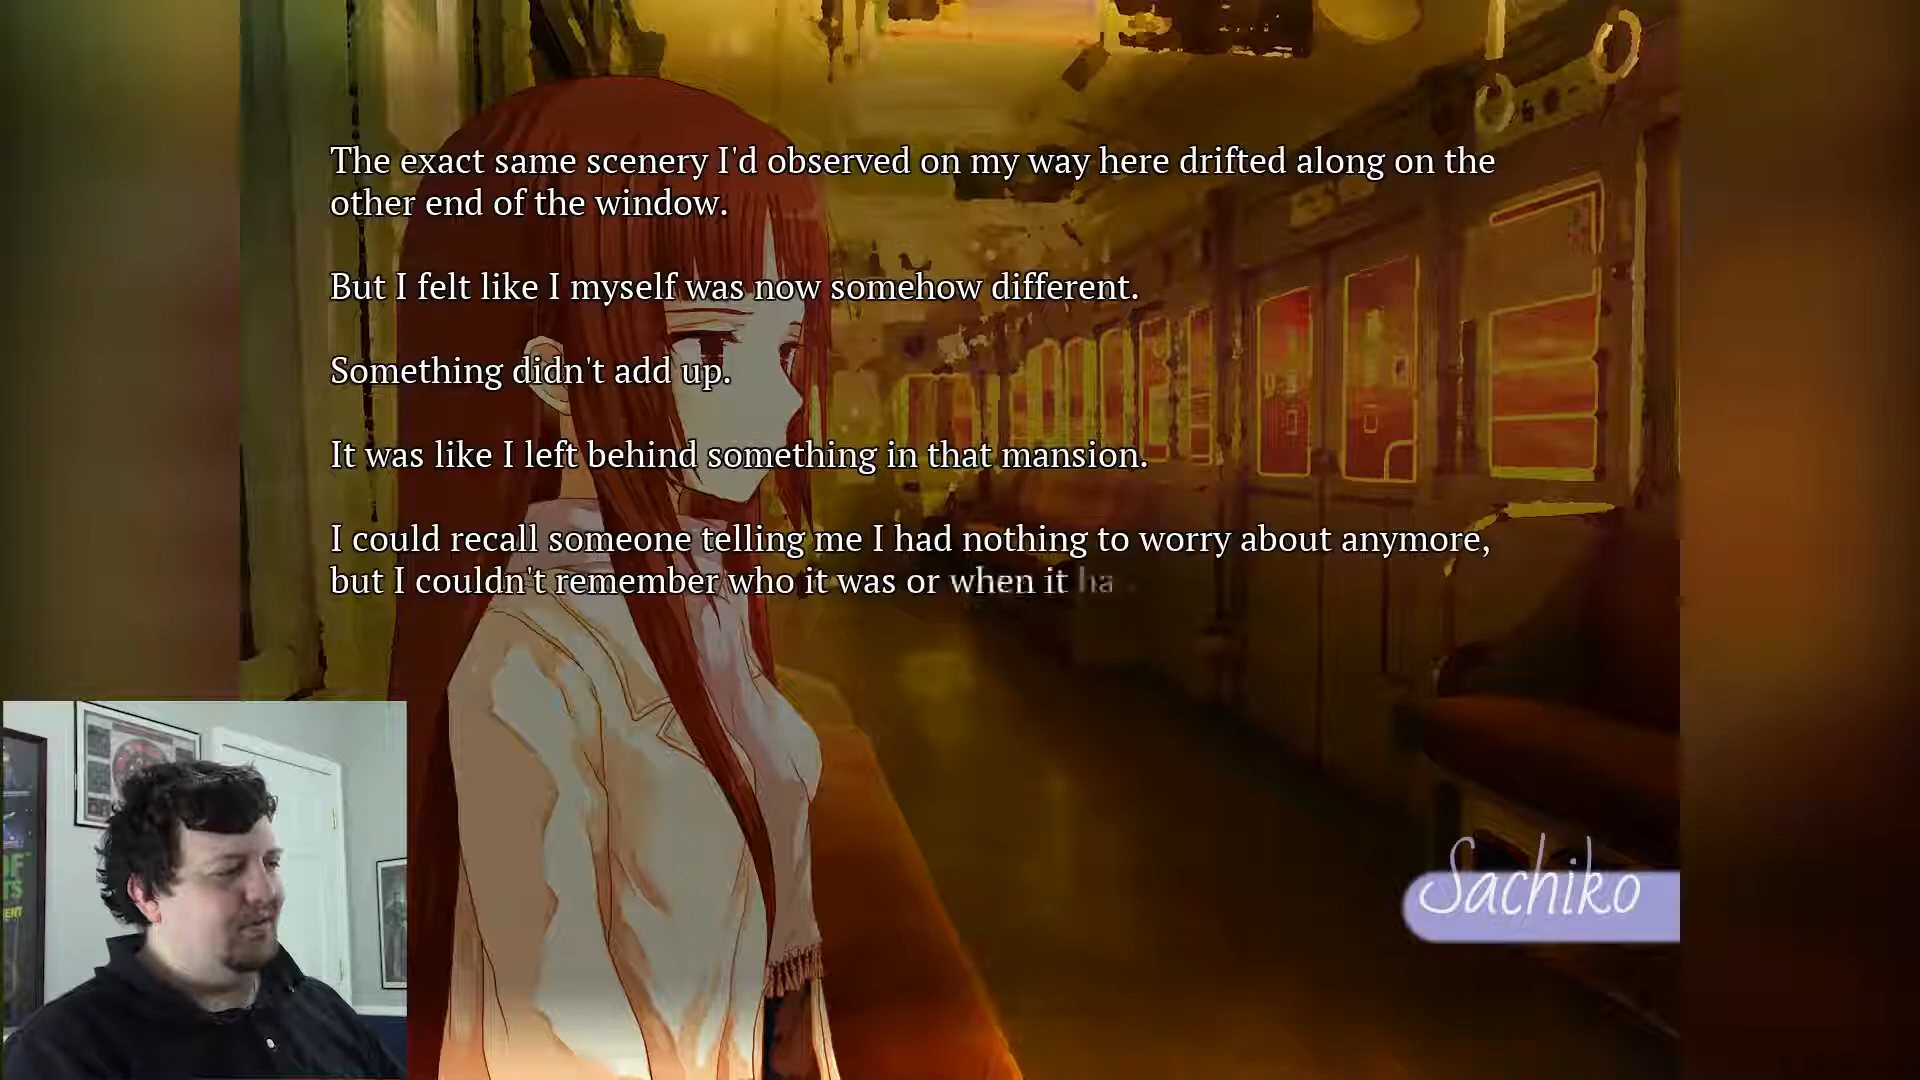 The exact same scenery I'd observed on my way here drifted along on the
other end of the window.
But I felt like I myself was now somehow different.
Something didn't add up.
It was like I left behind something in that mansion.
I could recall someone telling me I had nothing to worry about anymore,
but I couldn't remember who it was or when it ha
Sachiko